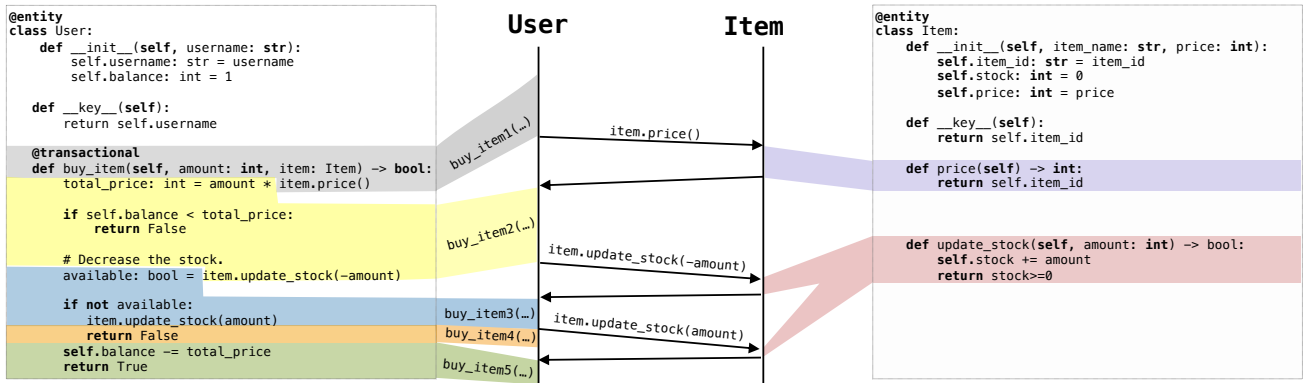 @entity
class User:
def __init__(self, username: str):
self.username: str = username
self.balance: int = 1
def __key__(self):
return self.username
@transactional
def buy_item(self, amount: int, item: Item) -> bool:
total_price: int = amount * item.price()
if self.balance < total_price:
return False
# Decrease the stock.
available: bool = item.update_stock(-amount)
if not available:
item.update_stock(amount)
return False
self.balance -= total_price
return True
User
Item
buy_item1(…)
buy_item2(…)
buy_item3(…)
buy_item4(…)
buy_item5(…)
item.price()
item.update_stock(-amount)
item.update_stock(amount)
@entity
class Item:
def __init__(self, item_name: str, price: int):
self.item_id: str = item_id
self.stock: int = 0
self.price: int = price
def __key__(self):
return self.item_id
def price(self) -> int:
return self.item_id
def update_stock(self, amount: int) -> bool:
self.stock += amount
return stock>=0